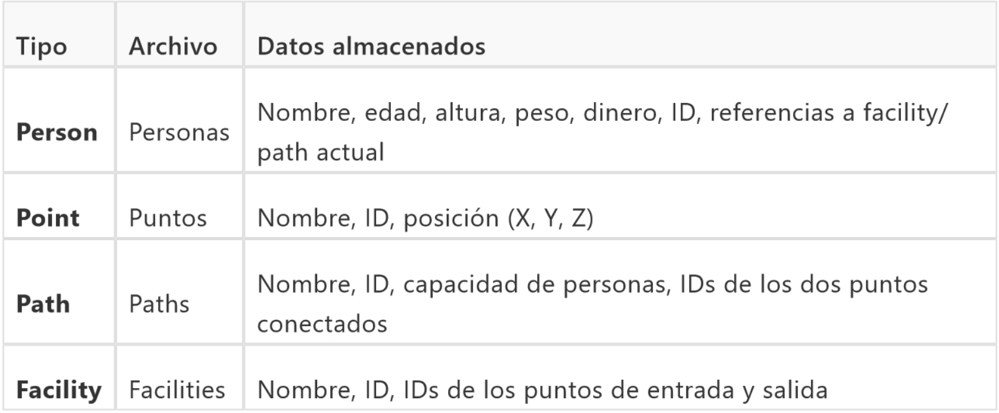 Tipo Archivo Datos almacenados
Person Personas Nombre, edad, altura, peso, dinero, ID, referencias a facility/
path actual
Point Puntos Nombre, ID, posición (X, Y, Z)
Path Paths Nombre, ID, capacidad de personas, IDs de los dos puntos
conectados
Facility Facilities Nombre, ID, IDs de los puntos de entrada y salida